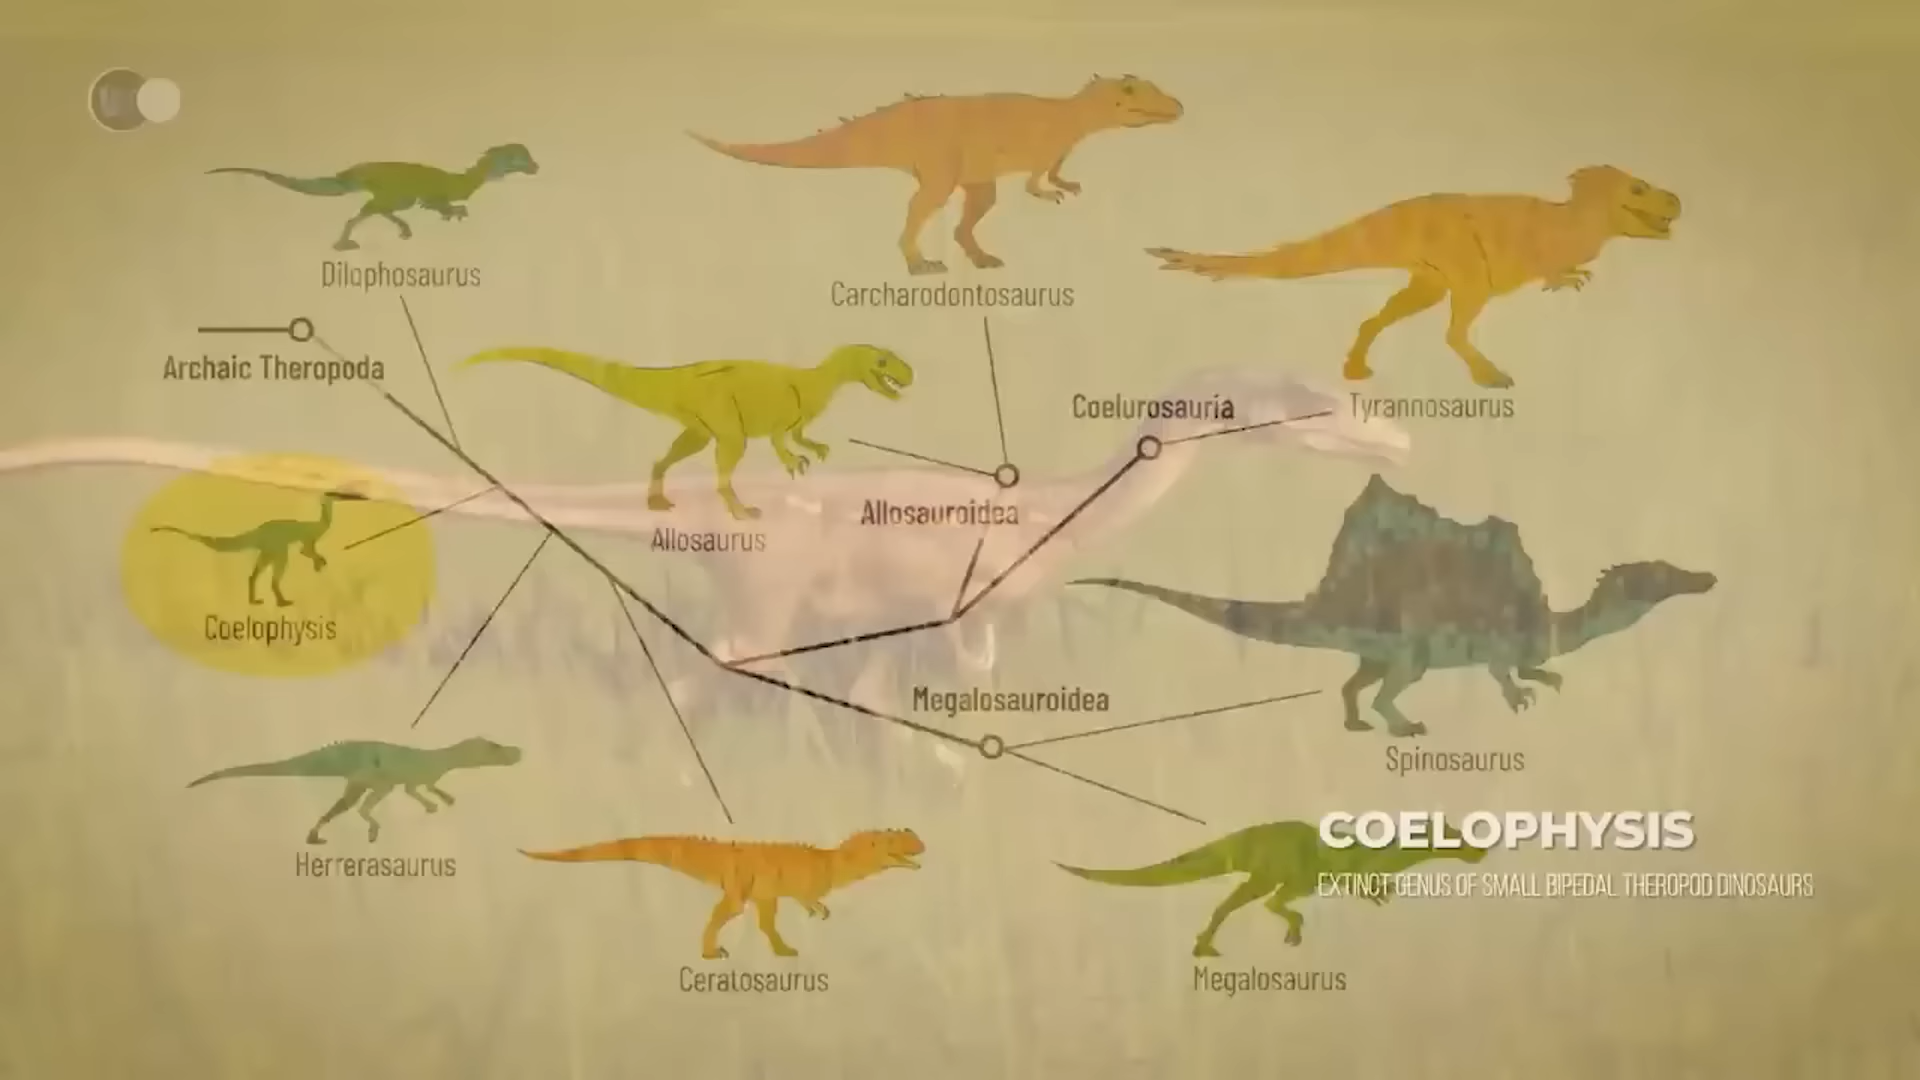 Dilophosaurus
Carcharodontosaurus
Archaic Theropoda
Coelurosauria
Tyrannosaurus
Allosauroidea
Allosaurus
Coelophysis
Megalosauroidea
Spinosaurus
Herrerasaurus
COELOPHYSIS
EXTINCT GENUS OF SMALL BIPEDAL THEROPOD DINOSAURS
Ceratosaurus
Megalosaurus